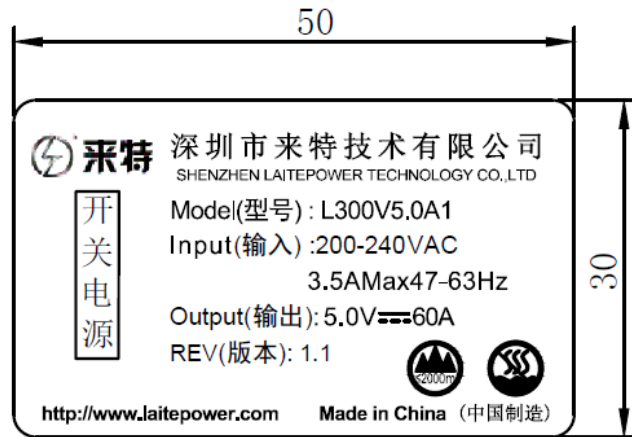 50
来特 深圳市来特技术有限公司
SHENZHEN LAITEPOWER TECHNOLOGY CO.,LTD
开关电源
Model(型号) : L300V5.0A1
Input(输入) :200-240VAC
3.5AMax47-63Hz
Output(输出): 5.0V 60A
REV(版本): 1.1
<2000m
http://www.laitepower.com Made in China (中国制造)
30